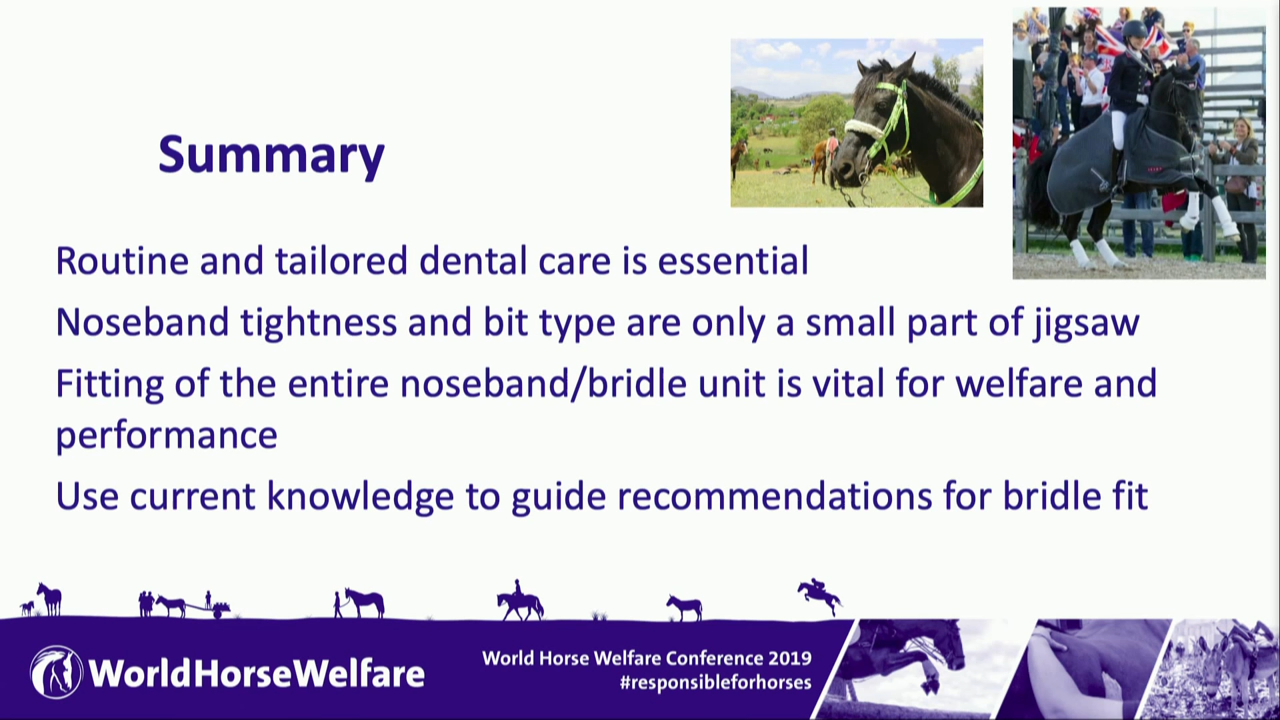 Summary
Routine and tailored dental care is essential
Noseband tightness and bit type are only a small part of jigsaw
Fitting of the entire noseband/bridle unit is vital for welfare and
performance
Use current knowledge to guide recommendations for bridle fit
WorldHorseWelfare
World Horse Welfare Conference 2019
#responsibleforhorses